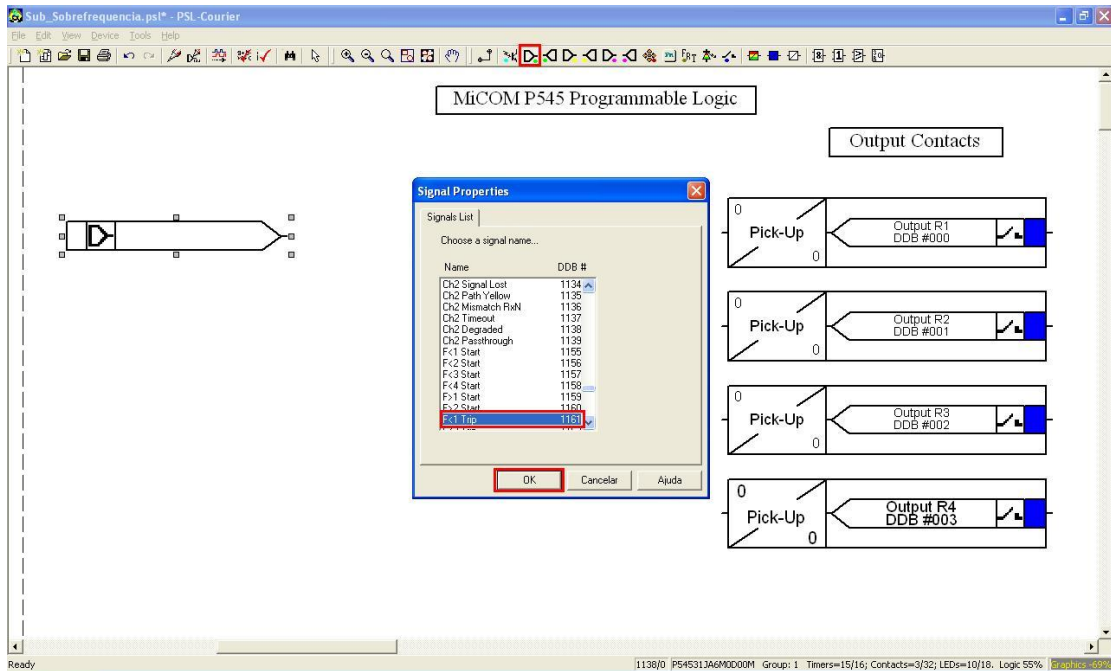 Sub_Sobrefrequencia.psl* - PSL-Courier
File Edit View Device Tools Help
MiCOM P545 Programmable Logic
Output Contacts
Signal Properties
Signals List
Choose a signal name...
Name DDB #
Ch2 Signal Lost 1134
Ch2 Path Yellow 1135
Ch2 Mismatch RxN 1136
Ch2 Timeout 1137
Ch2 Degraded 1138
Ch2 Passthrough 1139
F<1 Start 1155
F<2 Start 1156
F<3 Start 1157
F<4 Start 1158
F>1 Start 1159
F>2 Start 1160
F<1 Trip 1161
OK Cancelar Ajuda
0
Pick-Up
0
Output R1
DDB #000
0
Pick-Up
0
Output R2
DDB #001
0
Pick-Up
0
Output R3
DDB #002
0
Pick-Up
0
Output R4
DDB #003
Ready
1138/0 P54531JA6M0D00M Group: 1 Timers=15/16; Contacts=3/32; LEDs=10/18. Logic 55% Graphics -69%